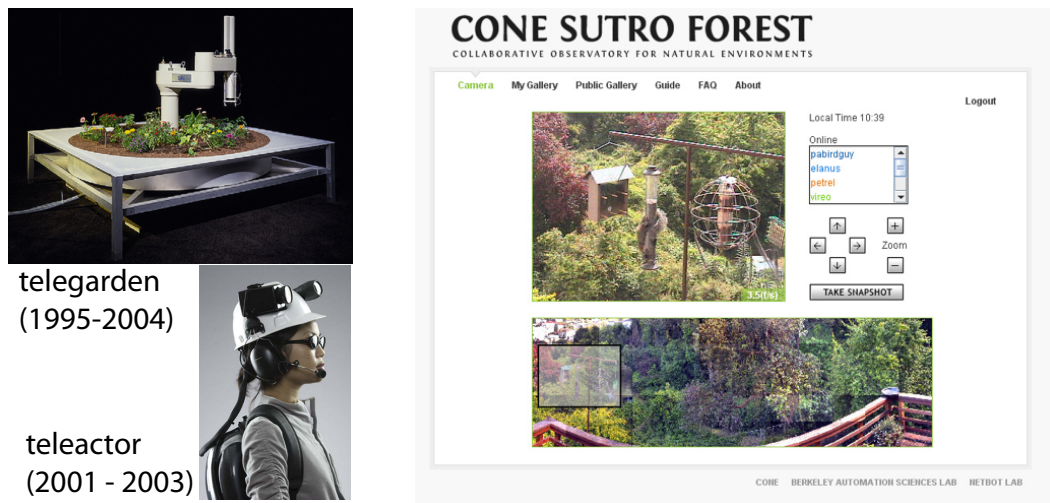 telegarden
(1995-2004)
teleactor
(2001 - 2003)
CONE SUTRO FOREST
COLLABORATIVE OBSERVATORY FOR NATURAL ENVIRONMENTS
Camera My Gallery Public Gallery Guide FAQ About
Logout
Local Time 10:39
Online
pabirdguy
elanus
petrel
vireo
Zoom
TAKE SNAPSHOT
3.5(f/s)
CONE BERKELEY AUTOMATION SCIENCES LAB NETBOT LAB